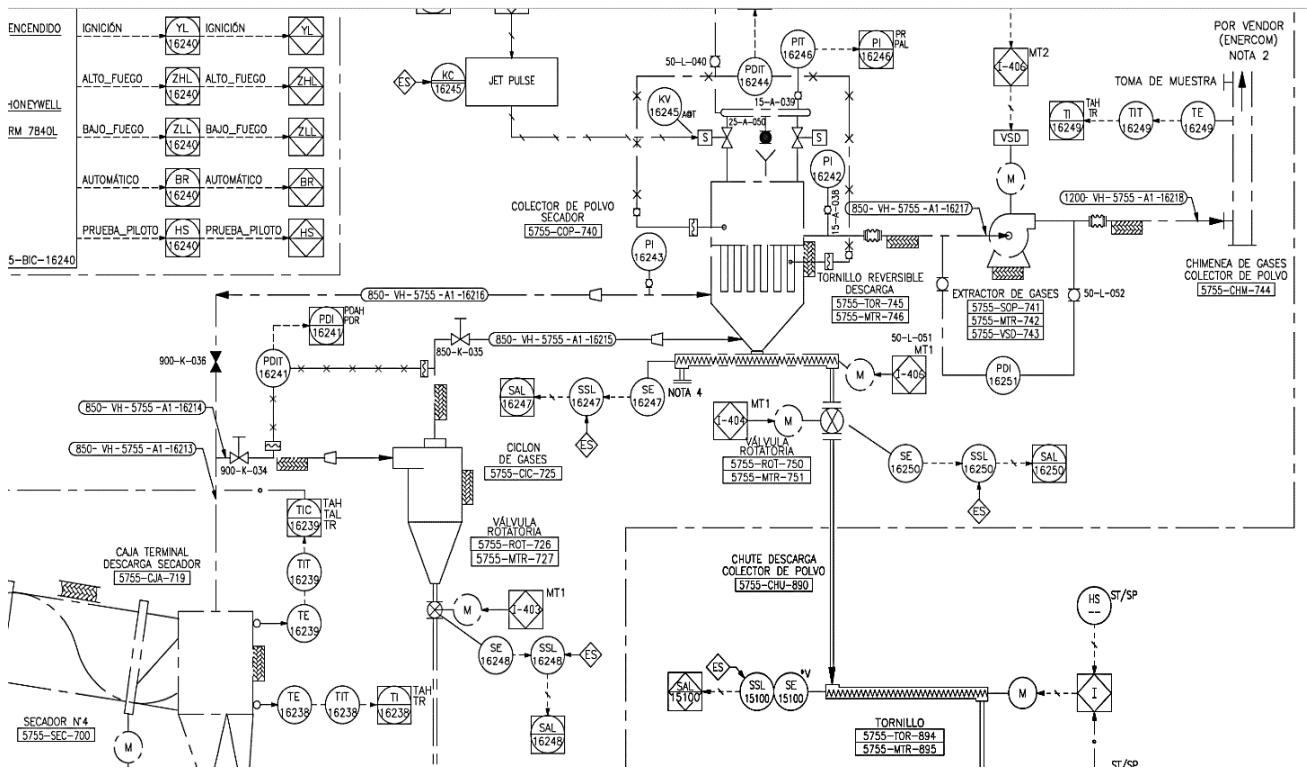 ENCENDIDO
IGNICIÓN
YL
16240
IGNICIÓN
YL
ALTO_FUEGO
ZHL
16240
ALTO_FUEGO
ZHL
HONEYWELL
RM 7840L
BAJO_FUEGO
ZLL
16240
BAJO_FUEGO
ZLL
AUTOMÁTICO
BR
16240
AUTOMÁTICO
BR
PRUEBA_PILOTO
HS
16240
PRUEBA_PILOTO
HS
5-BIC-16240
ES
KC
16245
JET PULSE
50-L-040
PDIT
16244
PIT
16246
PI
16246
PR
PAL
15-A-039
KV
16245
25-A-050
S
S
PI
16242
15-A-038
COLECTOR DE POLVO
SECADOR
5755-COP-740
PI
16243
I-406
MT2
VSD
M
TI
16249
TAH
TR
TIT
16249
TE
16249
POR VENDOR
(ENERCOM)
NOTA 2
TOMA DE MUESTRA
850- VH-5755-A1-16217
1200-VH-5755-A1-16218
CHIMENEA DE GASES
COLECTOR DE POLVO
5755-CHM-744
TORNILLO REVERSIBLE
DESCARGA
5755-TOR-745
5755-MTR-746
EXTRACTOR DE GASES
5755-SOP-741
5755-MTR-742
5755-VSD-743
50-L-052
50-L-051
PDI
16251
850-VH-5755-A1-16216
PDI
16241
PDAH
PDR
850-K-035
850-VH-5755-A1-16215
900-K-036
PDIT
16241
850-VH-5755-A1-16214
850-VH-5755-A1-16213
900-K-034
SAL
16247
SSL
16247
SE
16247
ES
NOTA 4
M
I-406
MT1
I-404
MT1
M
VÁLVULA
ROTATORIA
5755-ROT-750
5755-MTR-751
SE
16250
SSL
16250
SAL
16250
ES
CICLON
DE GASES
5755-CIC-725
TIC
16239
TAH
TAL
TR
TIT
16239
TE
16239
VÁLVULA
ROTATORIA
5755-ROT-726
5755-MTR-727
CAJA TERMINAL
DESCARGA SECADOR
5755-CJA-719
M
I-403
MT1
SE
16248
SSL
16248
ES
SAL
16248
TE
16238
TIT
16238
TI
16238
TAH
TR
SECADOR N°4
5755-SEC-700
M
CHUTE DESCARGA
COLECTOR DE POLVO
5755-CHU-890
ES
SAL
15100
SSL
15100
SE
15100
*V
M
I
HS
--
ST/SP
TORNILLO
5755-TOR-894
5755-MTR-895
ST/SP